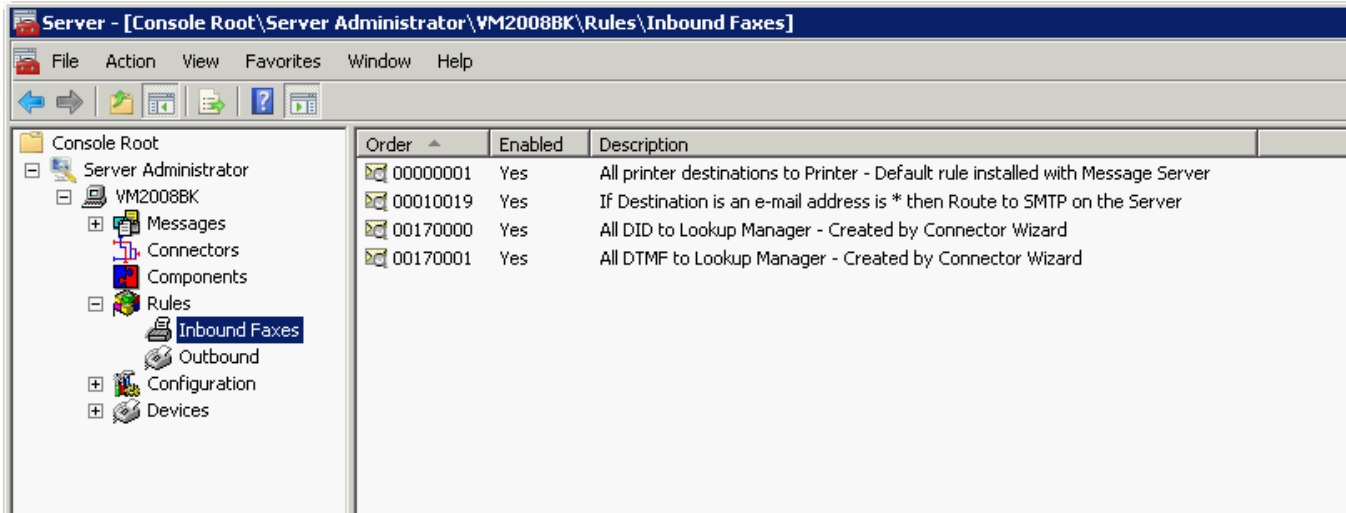 Server - [Console Root\Server Administrator\VM2008BK\Rules\Inbound Faxes]
File Action View Favorites Window Help
Console Root
Server Administrator
VM2008BK
Messages
Connectors
Components
Rules
Inbound Faxes
Outbound
Configuration
Devices
Order Enabled Description
00000001 Yes All printer destinations to Printer - Default rule installed with Message Server
00010019 Yes If Destination is an e-mail address is * then Route to SMTP on the Server
00170000 Yes All DID to Lookup Manager - Created by Connector Wizard
00170001 Yes All DTMF to Lookup Manager - Created by Connector Wizard